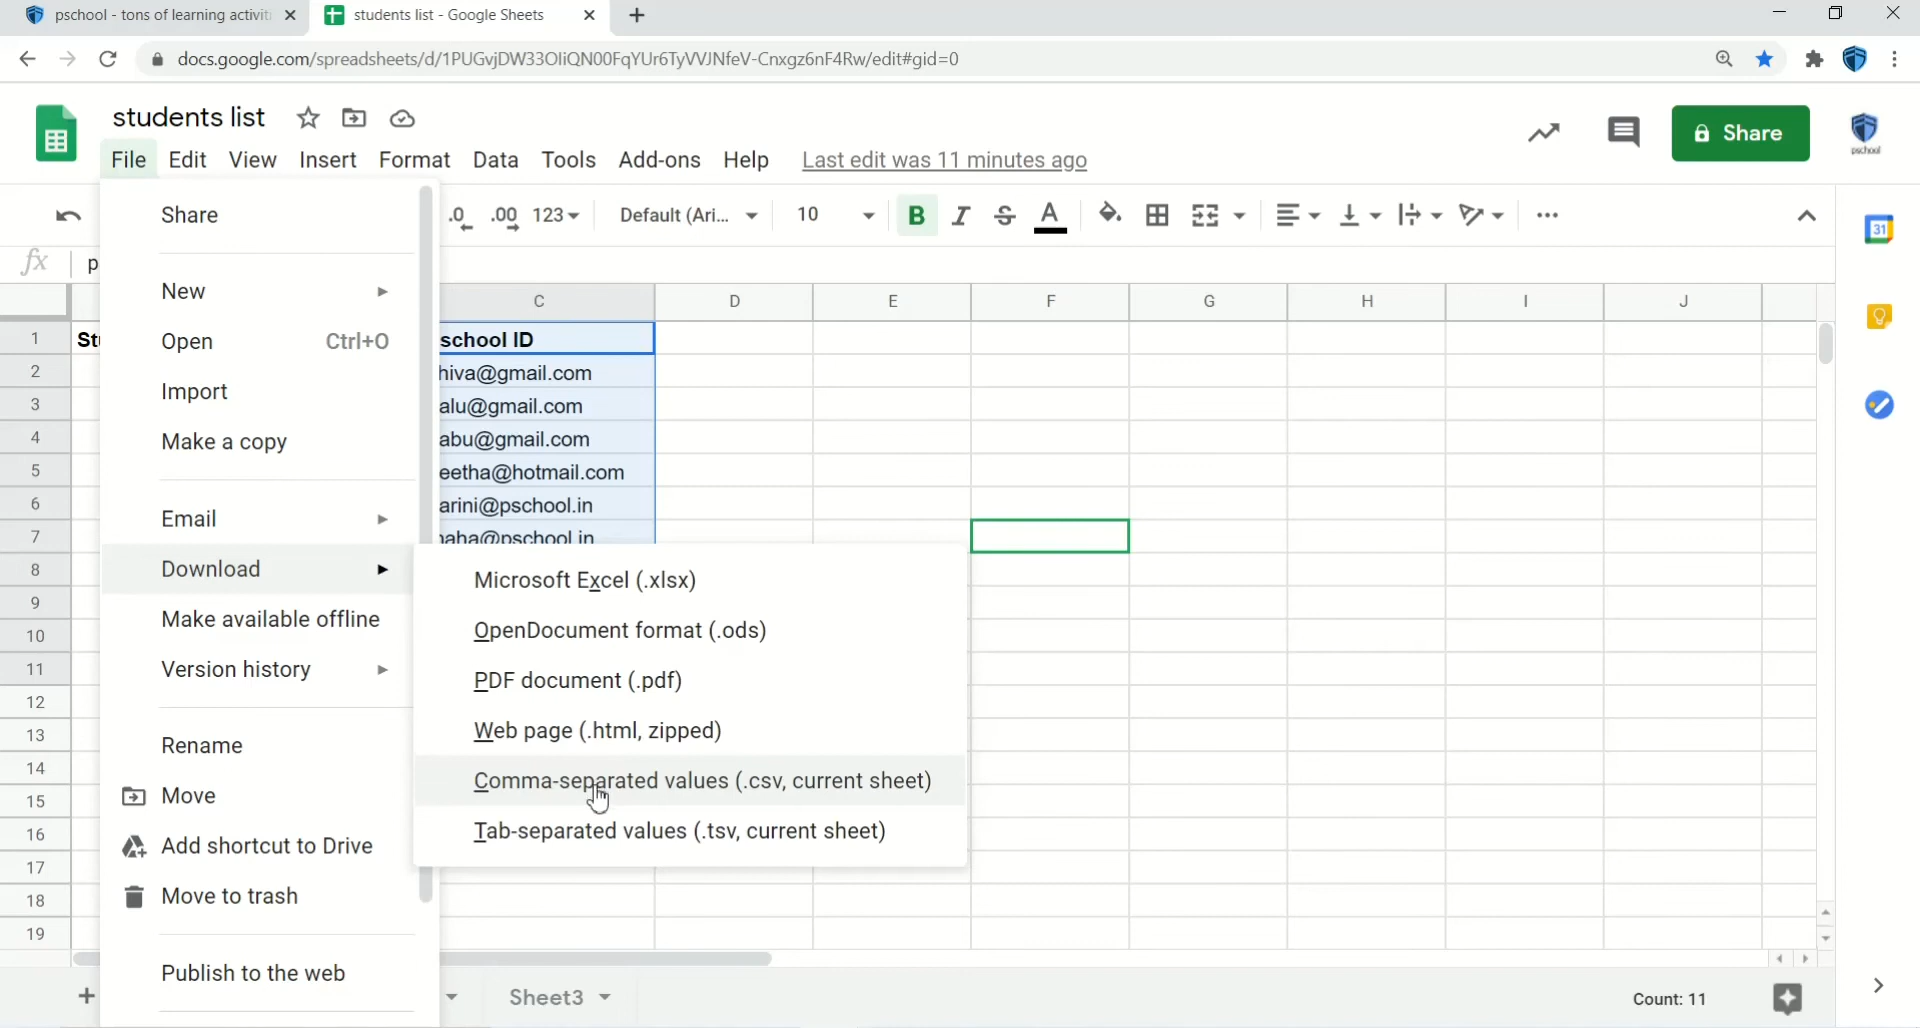 pschool - tons of learning activiti
students list - Google Sheets
docs.google.com/spreadsheets/d/1PUGvjDW33OliQN00FqYUr6TyVVJNfeV-Cnxgz6nF4Rw/edit#gid=0
students list
File Edit View Insert Format Data Tools Add-ons Help Last edit was 11 minutes ago
Share
pschool
.0 .00 123 Default (Ari... 10 B I S A
31
fx p
C D E F G H I J
1 Stu school ID
2 hiva@gmail.com
3 alu@gmail.com
4 abu@gmail.com
5 eetha@hotmail.com
6 arini@pschool.in
7 naha@pschool.in
8
9
10
11
12
13
14
15
16
17
18
19
Share
New
Open Ctrl+O
Import
Make a copy
Email
Download
Make available offline
Version history
Rename
Move
Add shortcut to Drive
Move to trash
Publish to the web
Microsoft Excel (.xlsx)
OpenDocument format (.ods)
PDF document (.pdf)
Web page (.html, zipped)
Comma-separated values (.csv, current sheet)
Tab-separated values (.tsv, current sheet)
Sheet3
Count: 11